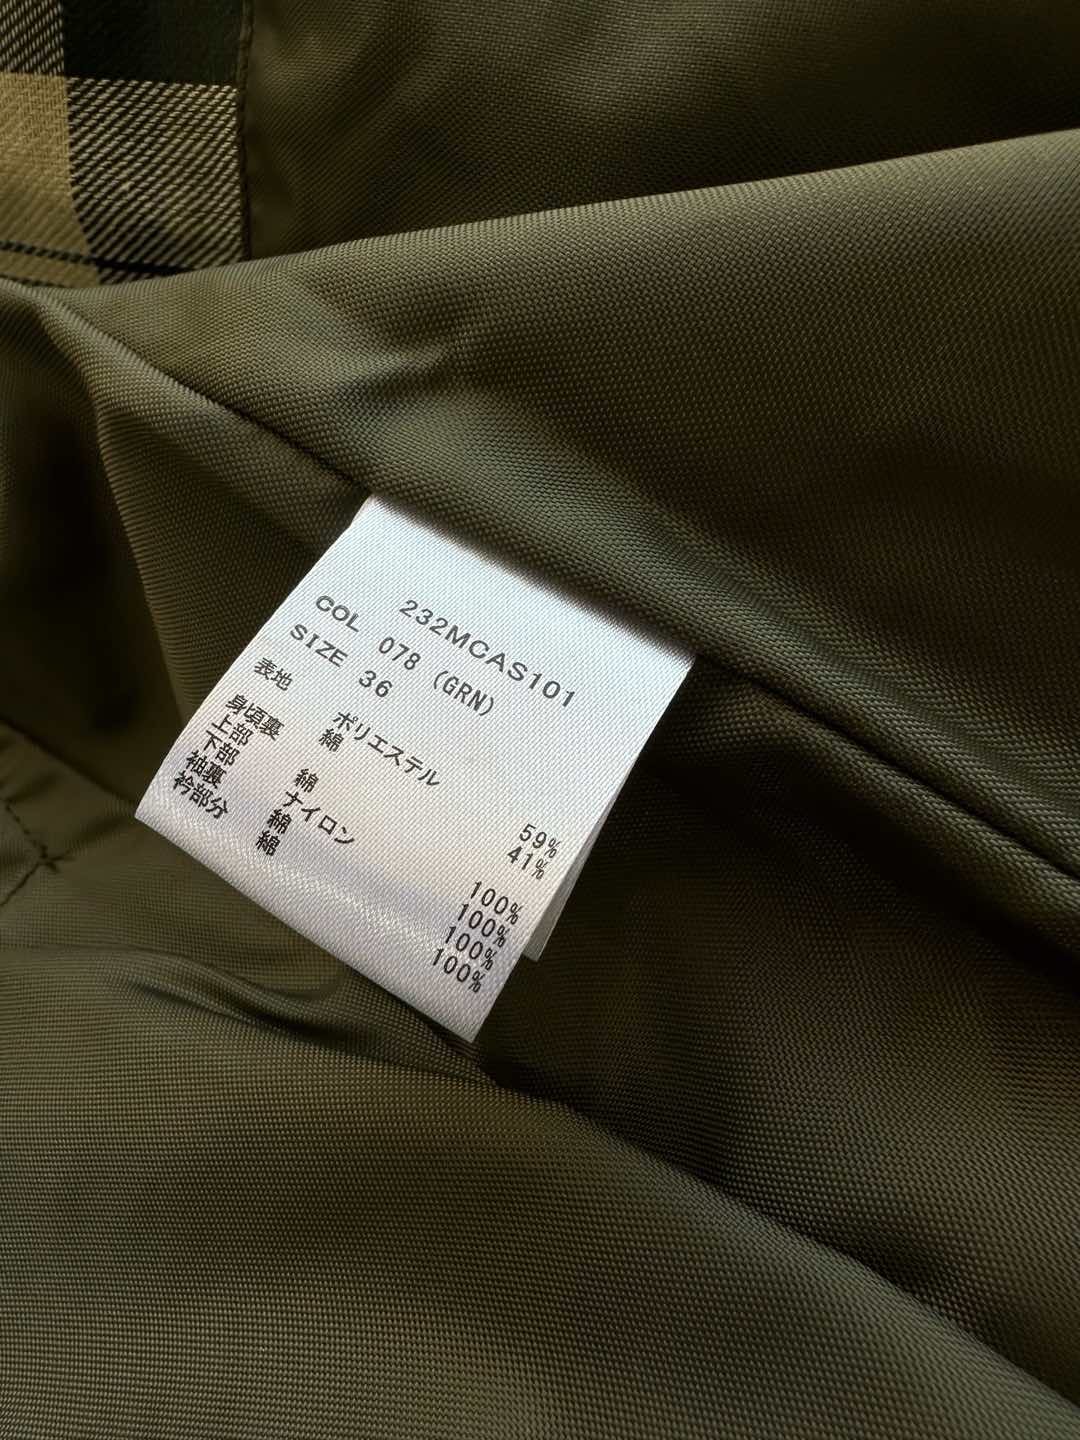 232MCAS101
COL 078 (GRN)
SIZE 36
表地 ポリエステル 59%
綿 41%
身頃裏
上部 綿 100%
下部 ナイロン 100%
袖裏 綿 100%
衿部分 綿 100%